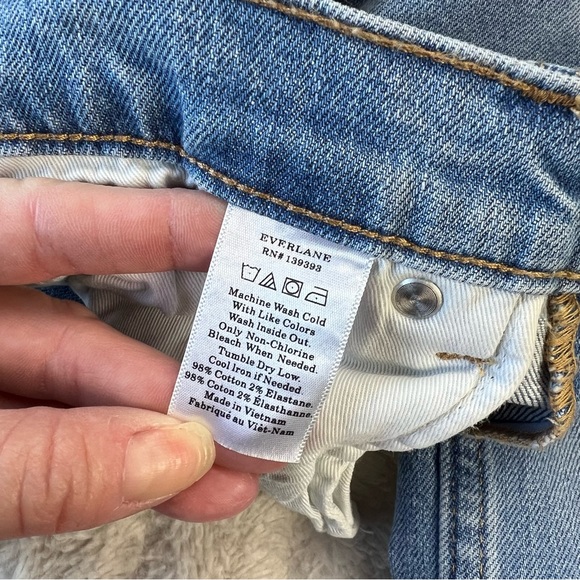 EVERLANE
RN# 139393
Machine Wash Cold
With Like Colors
Wash Inside Out.
Only Non-Chlorine
Bleach When Needed.
Tumble Dry Low.
Cool Iron if Needed.
98% Cotton 2% Elastane.
98% Coton 2% Élasthanne.
Made in Vietnam
Fabriqué au Viêt-Nam